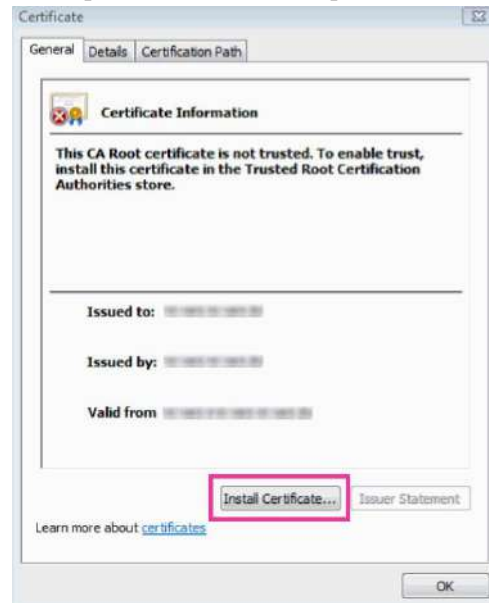 Certificate
General Details Certification Path
Certificate Information
This CA Root certificate is not trusted. To enable trust,
install this certificate in the Trusted Root Certification
Authorities store.
Issued to:
Issued by:
Valid from
Install Certificate... Issuer Statement
Learn more about certificates
OK